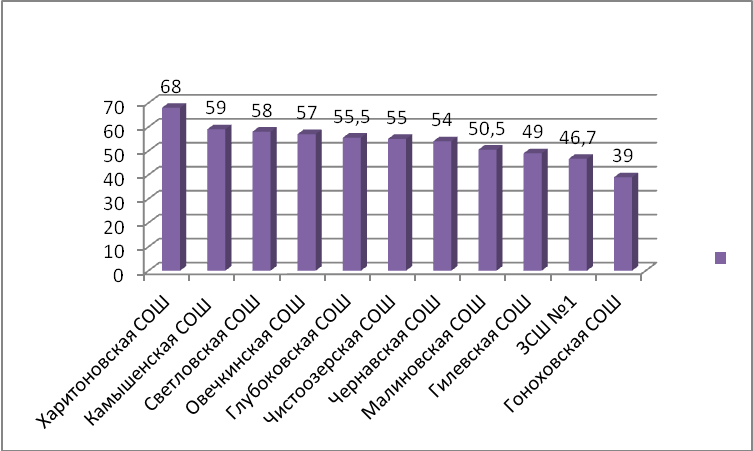 68
59
58
57
55,5
55
54
50,5
49
46,7
39
70
60
50
40
30
20
10
0
Харитоновская СОШ
Камышенская СОШ
Светловская СОШ
Овечкинская СОШ
Глубоковская СОШ
Чистоозерская СОШ
Чернавская СОШ
Малиновская СОШ
Гилевская СОШ
ЗСШ №1
Гоноховская СОШ